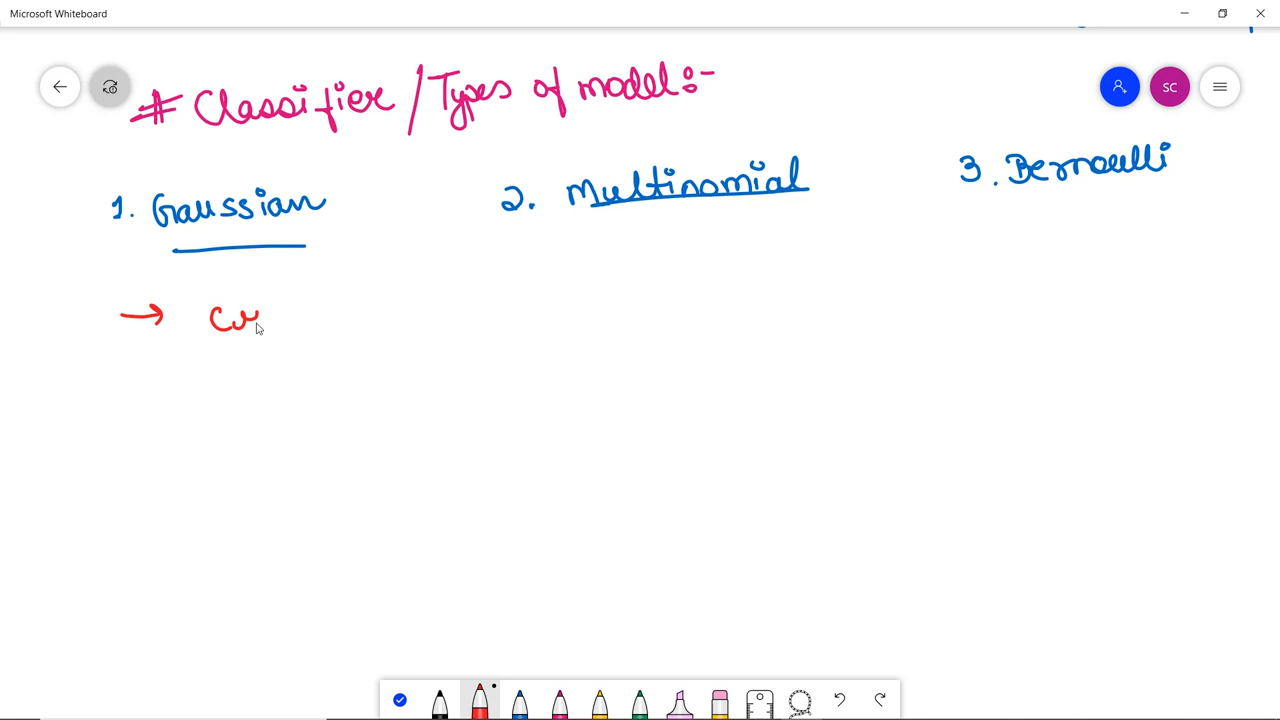 Microsoft Whiteboard
# Classifier / Types of model:-
SC
1. Gaussian
2. Multinomial
3. Bernoulli
→